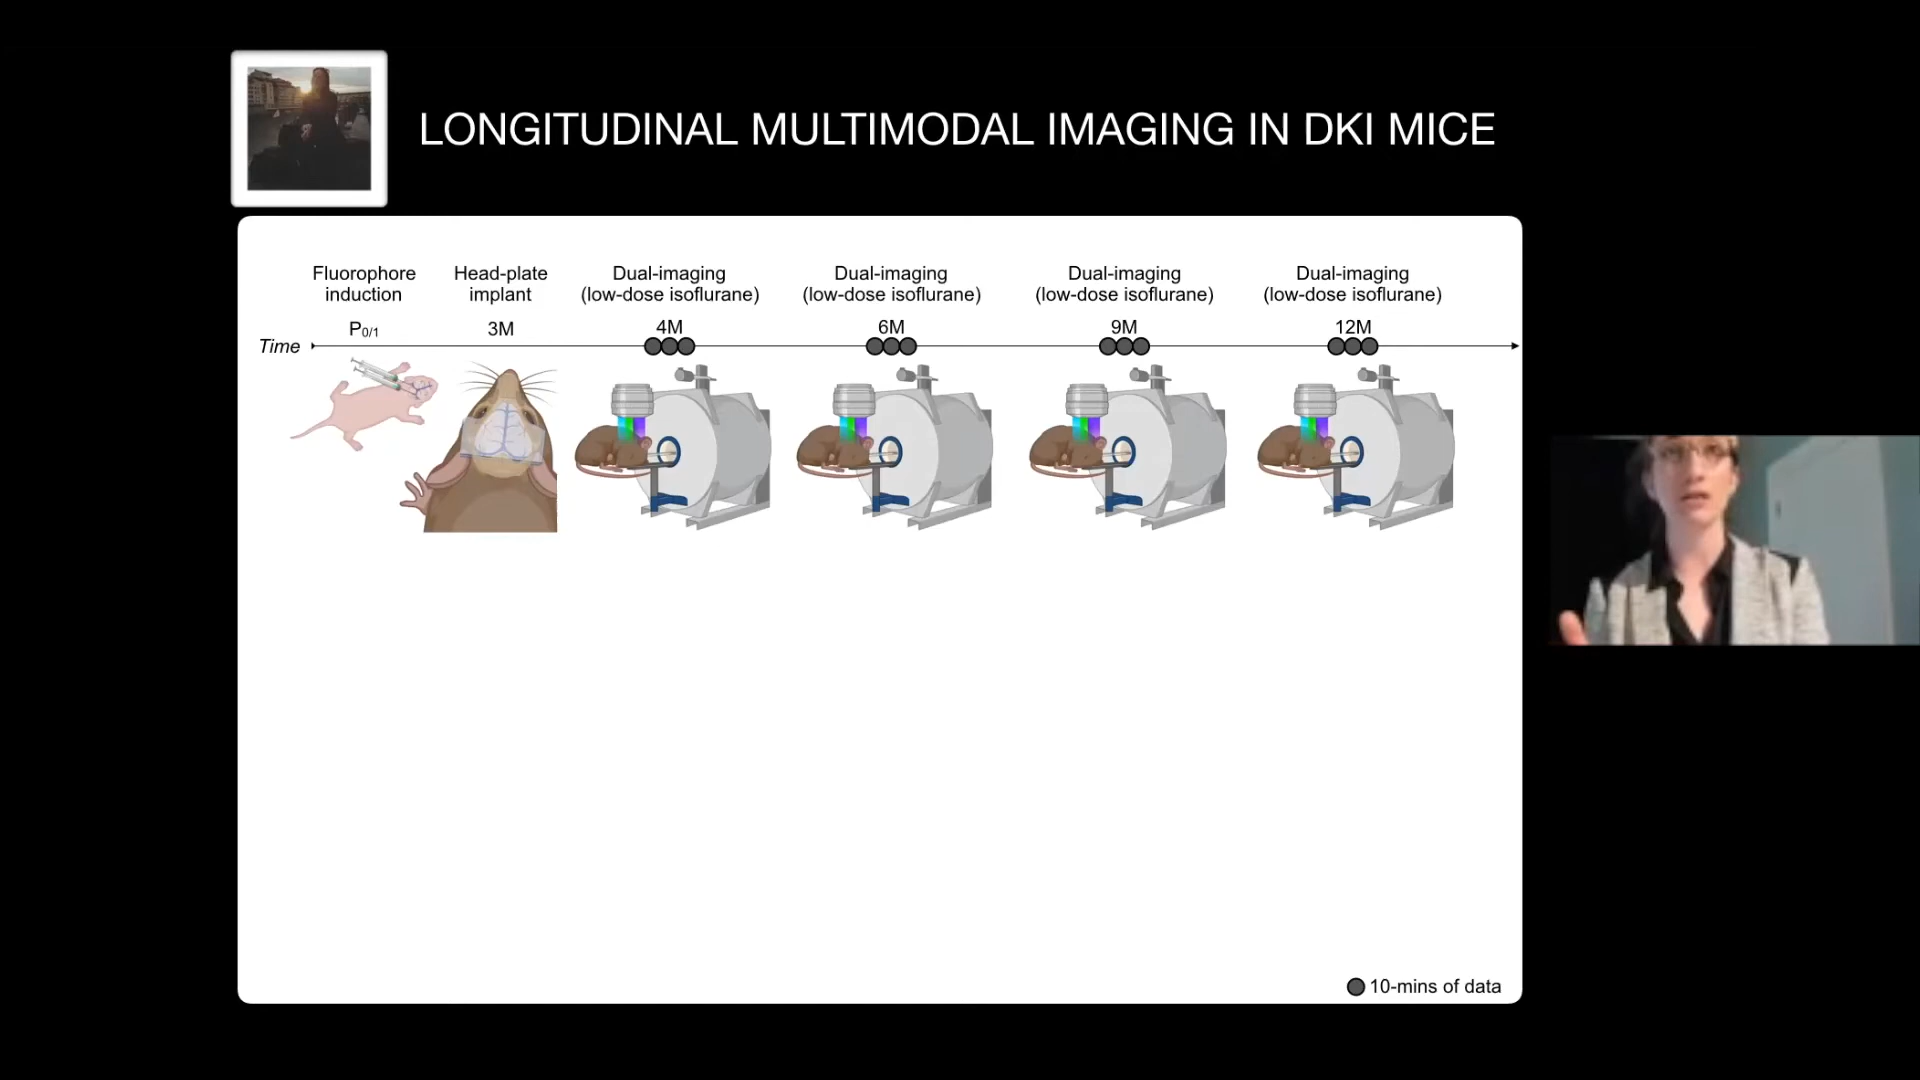 LONGITUDINAL MULTIMODAL IMAGING IN DKI MICE
Fluorophore
induction
Head-plate
implant
Dual-imaging
(low-dose isoflurane)
Dual-imaging
(low-dose isoflurane)
Dual-imaging
(low-dose isoflurane)
Dual-imaging
(low-dose isoflurane)
P0/1
3M
4M
6M
9M
12M
Time
10-mins of data